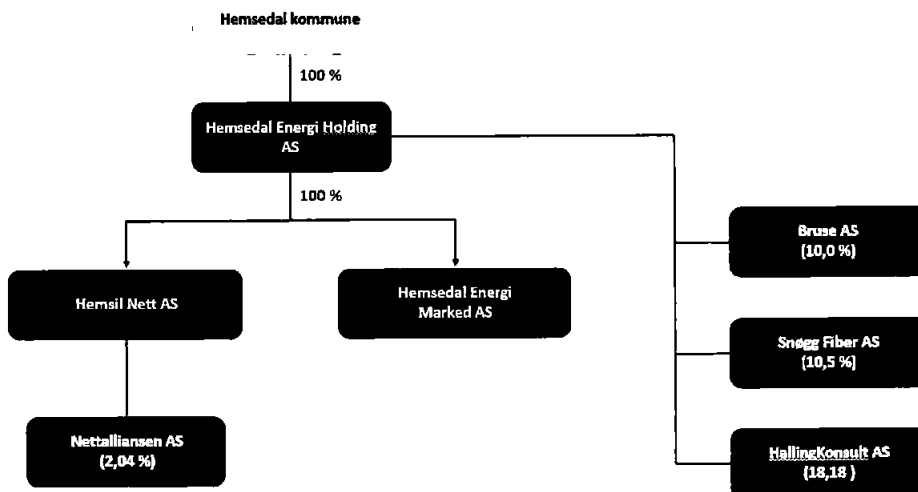 Hemsedal kommune
100 %
Hemsedal Energi Holding
AS
100 %
Bruse AS
(10,0 %)
Hemsil Nett AS
Hemsedal Energi
Marked AS
Snøgg Fiber AS
(10,5 %)
Nettalliansen AS
(2,04 %)
HallingKonsult AS
(18,18 )